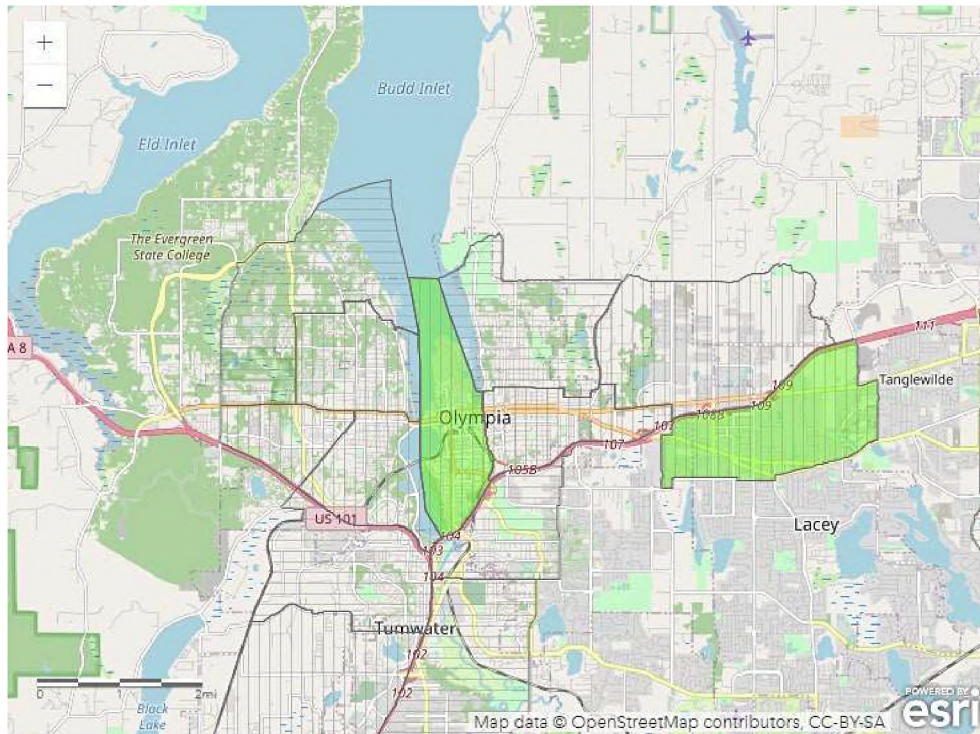 +
Budd Inlet
−
Eld Inlet
The Evergreen
State College
111
A 8
Tanglewilde
109
109
108B
Olympia
107
107
105B
US 101
Lacey
104
103
104
Tumwater
102
102
0 1 2mi
Black
Lake
POWERED BY
esri
Map data © OpenStreetMap contributors, CC-BY-SA